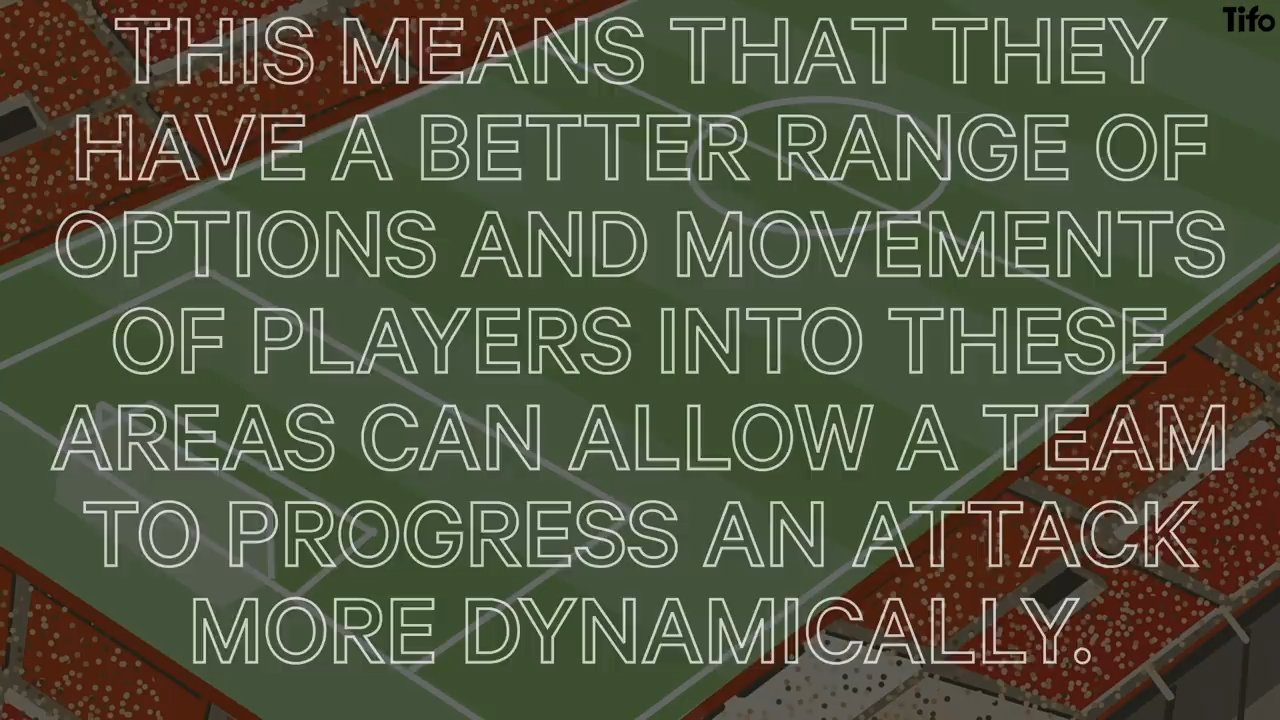 Tifo
THIS MEANS THAT THEY
HAVE A BETTER RANGE OF
OPTIONS AND MOVEMENTS
OF PLAYERS INTO THESE
AREAS CAN ALLOW A TEAM
TO PROGRESS AN ATTACK
MORE DYNAMICALLY.